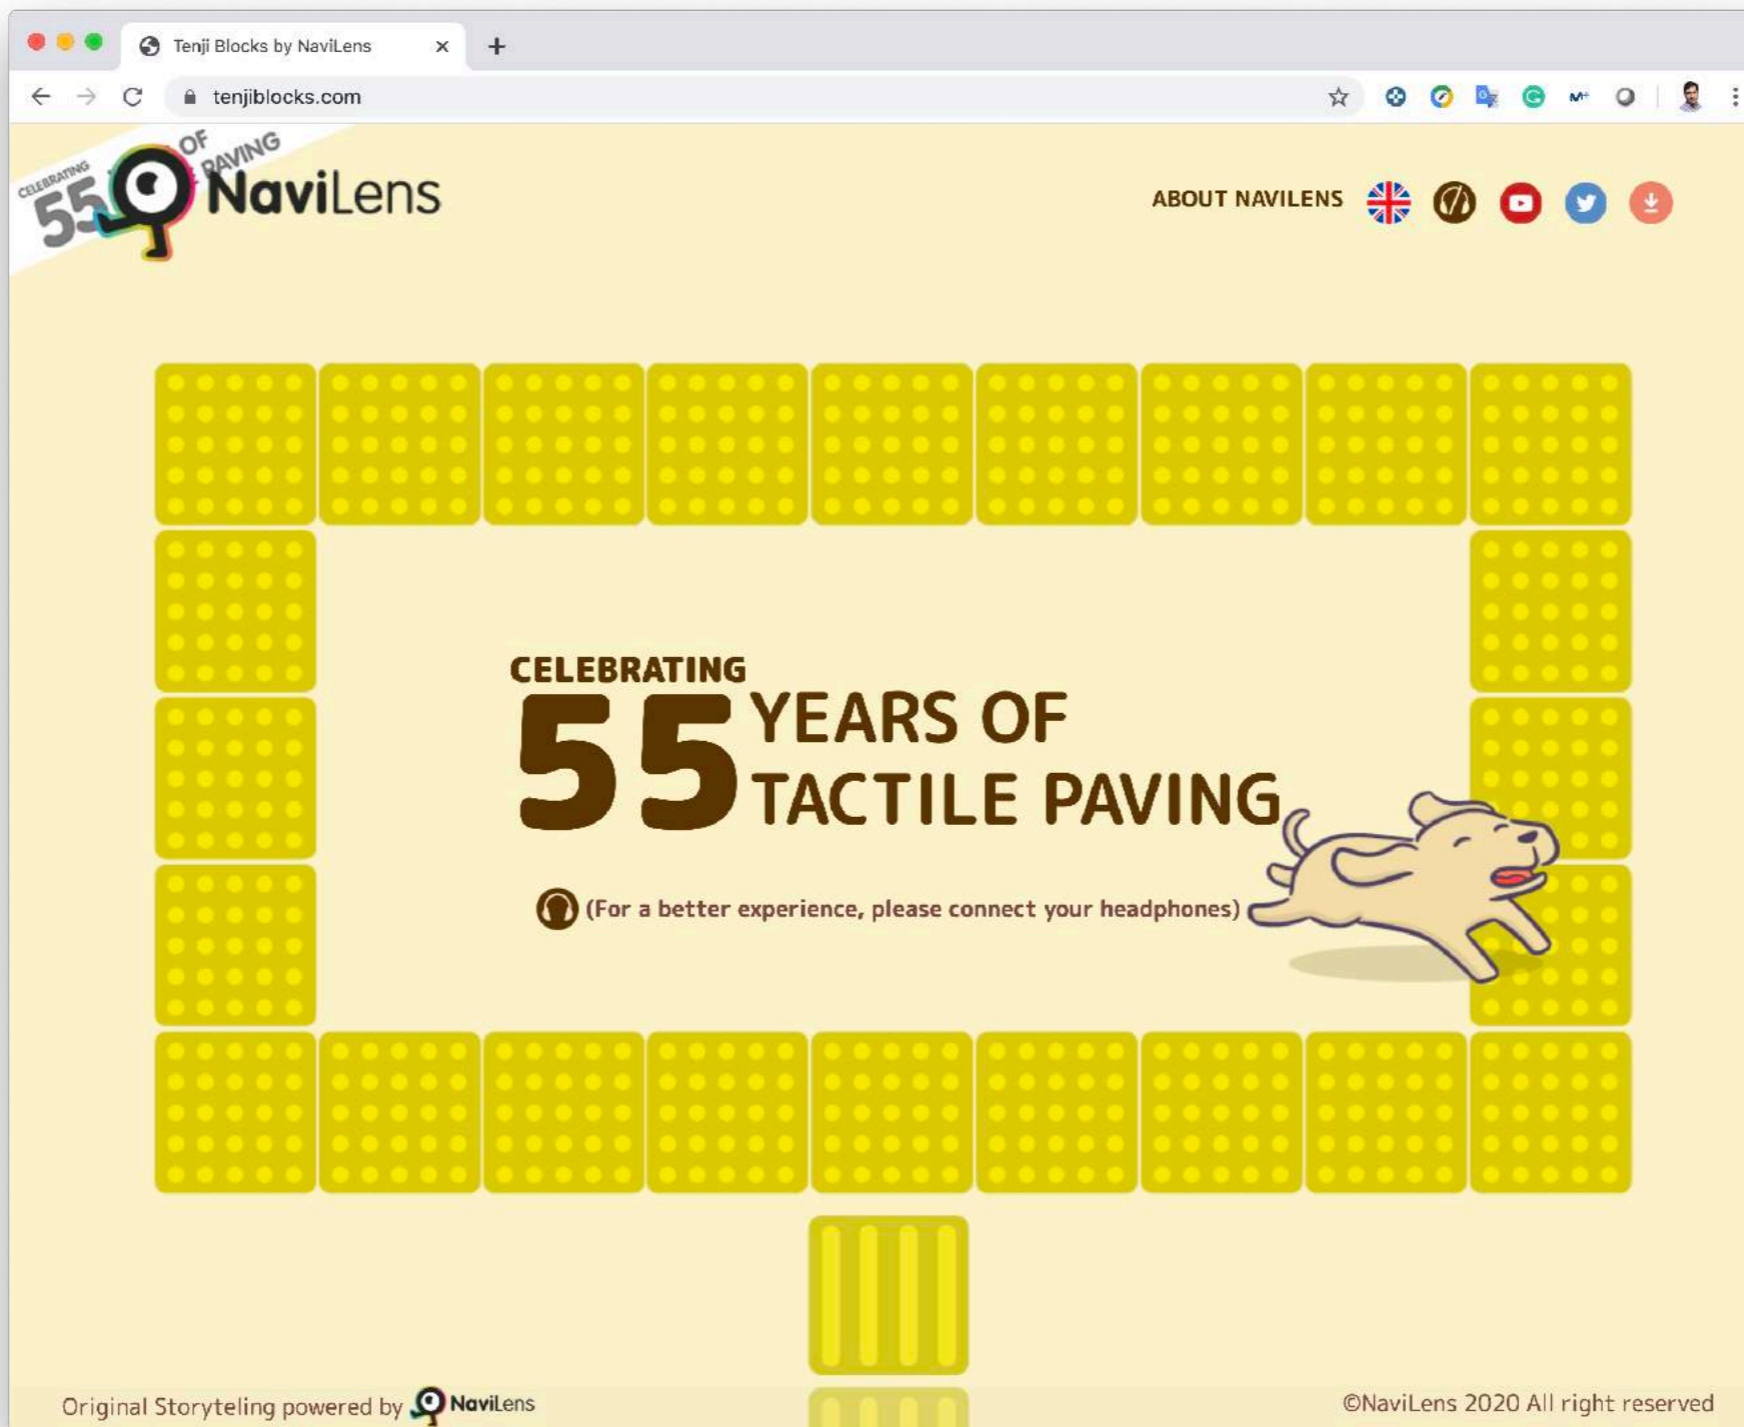 Tenji Blocks by NaviLens
tenjiblocks.com
CELEBRATING
55
OF
PAVING
NaviLens
ABOUT NAVILENS
CELEBRATING
55 YEARS OF
TACTILE PAVING
(For a better experience, please connect your headphones)
Original Storyteling powered by NaviLens
©NaviLens 2020 All right reserved